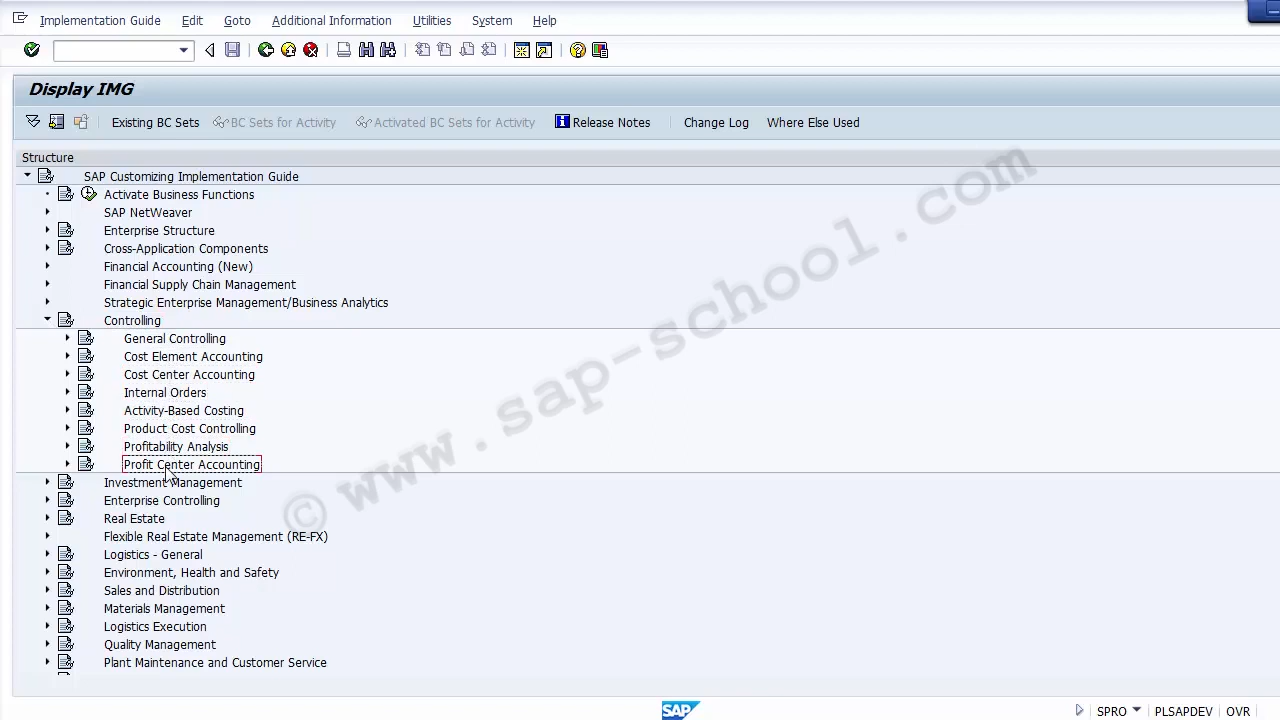 Implementation Guide Edit Goto Additional Information Utilities System Help
Display IMG
Existing BC Sets BC Sets for Activity Activated BC Sets for Activity Release Notes Change Log Where Else Used
Structure
SAP Customizing Implementation Guide
Activate Business Functions
SAP NetWeaver
Enterprise Structure
Cross-Application Components
Financial Accounting (New)
Financial Supply Chain Management
Strategic Enterprise Management/Business Analytics
Controlling
General Controlling
Cost Element Accounting
Cost Center Accounting
Internal Orders
Activity-Based Costing
Product Cost Controlling
Profitability Analysis
Profit Center Accounting
Investment Management
Enterprise Controlling
Real Estate
Flexible Real Estate Management (RE-FX)
Logistics - General
Environment, Health and Safety
Sales and Distribution
Materials Management
Logistics Execution
Quality Management
Plant Maintenance and Customer Service
© www.sap-school.com
SAP SPRO PLSAPDEV OVR